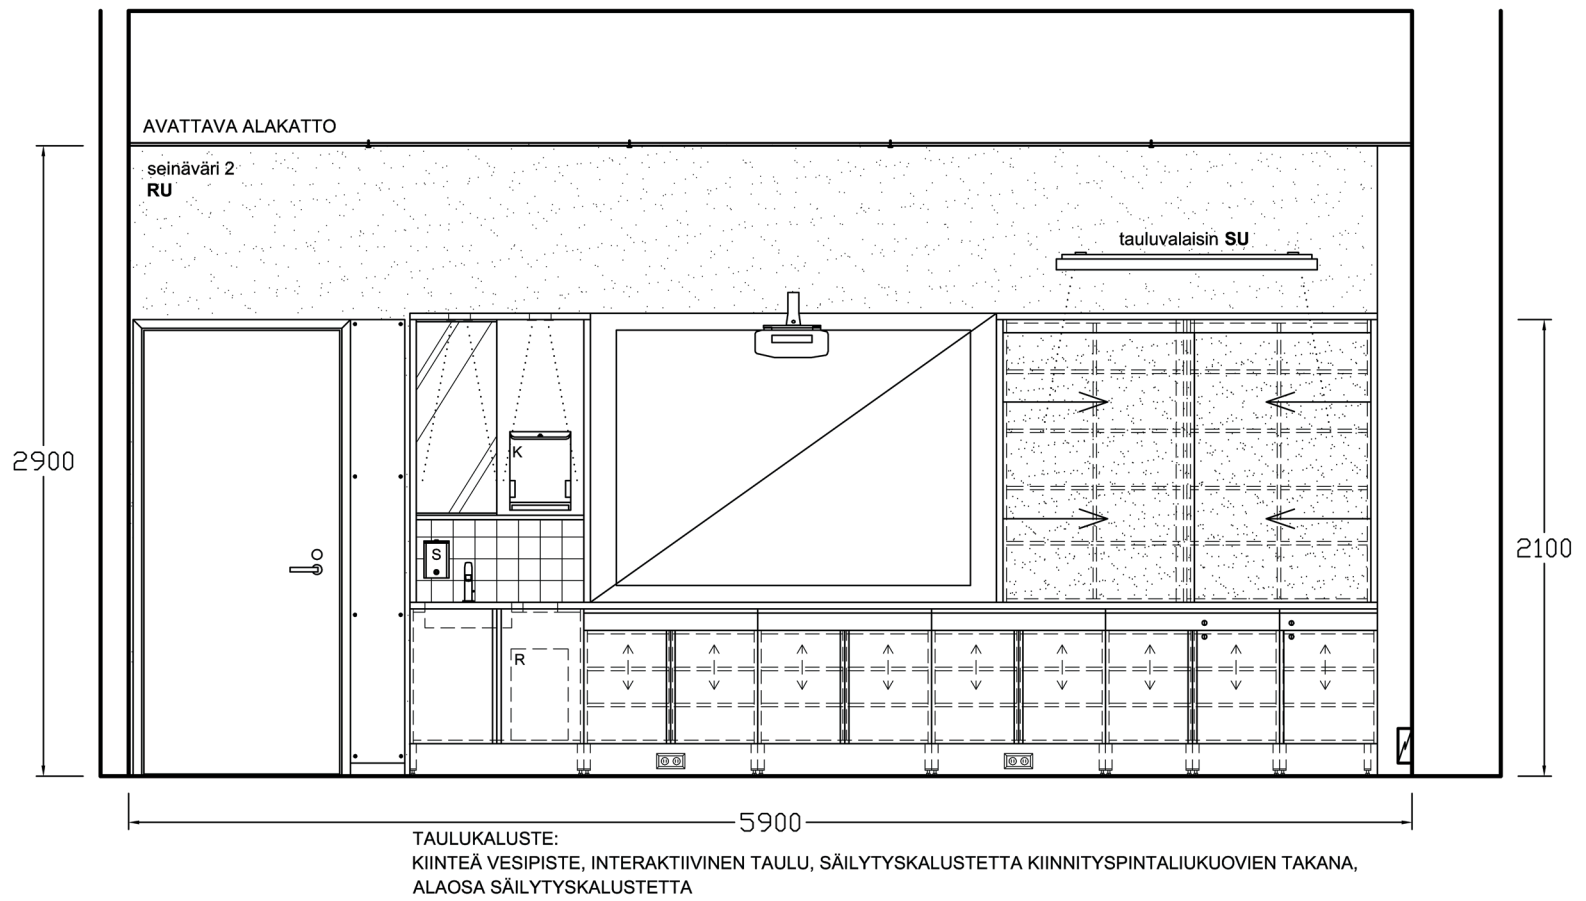 AVATTAVA ALAKATTO
seinäväri 2
RU
tauluvalaisin SU
K
2900
S
2100
R
5900
TAULUKALUSTE:
KIINTEÄ VESIPISTE, INTERAKTIIVINEN TAULU, SÄILYTYSKALUSTETTA KIINNITYSPINTALIUKUOVIEN TAKANA,
ALAOSA SÄILYTYSKALUSTETTA